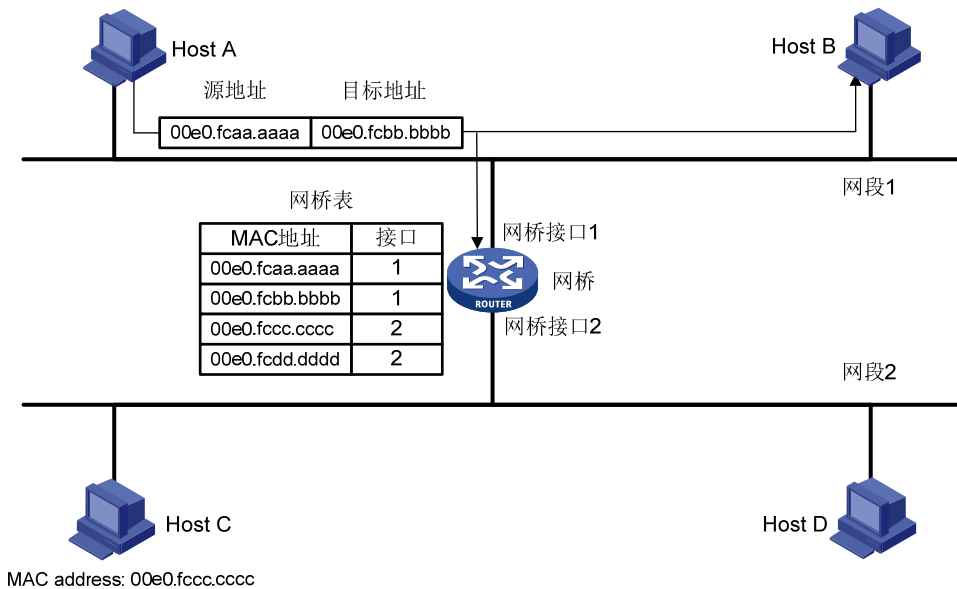 Host A
Host B
源地址
目标地址
00e0.fcaa.aaaa
00e0.fcbb.bbbb
网段1
网桥表
MAC地址
接口
00e0.fcaa.aaaa
1
00e0.fcbb.bbbb
1
00e0.fccc.cccc
2
00e0.fcdd.dddd
2
网桥接口1
ROUTER
网桥
网桥接口2
网段2
Host C
Host D
MAC address: 00e0.fccc.cccc